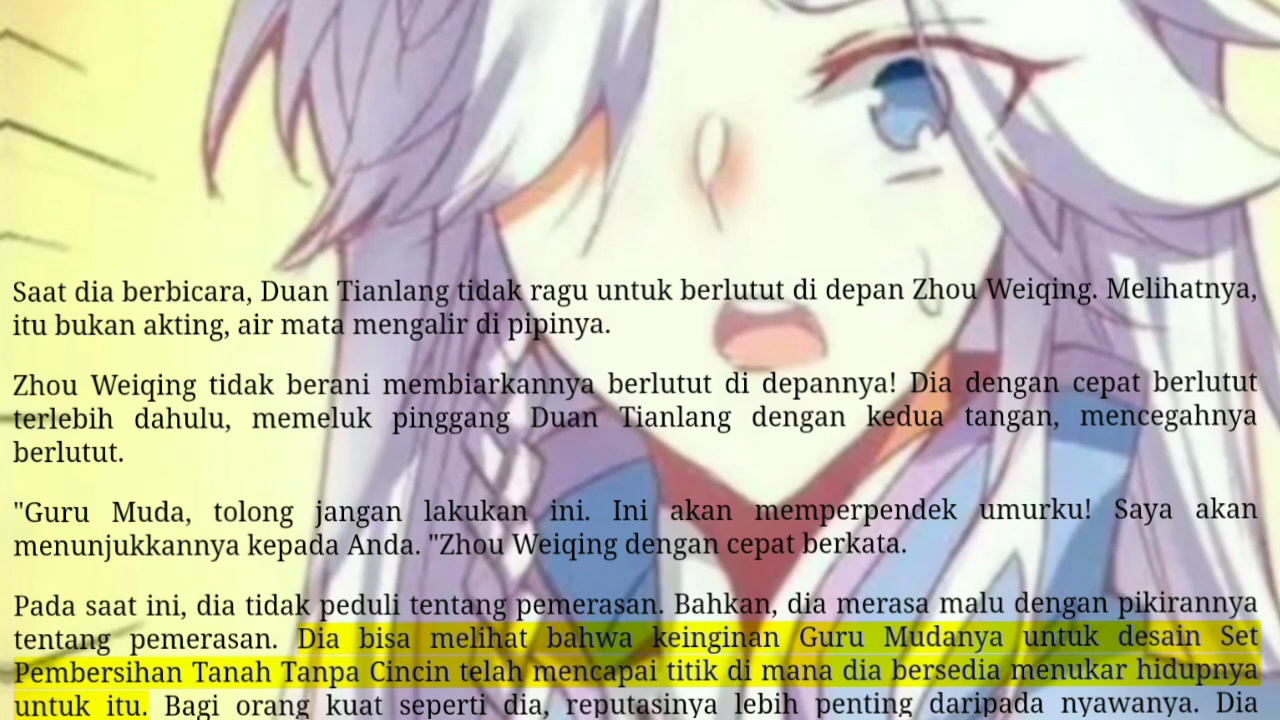 Saat dia berbicara, Duan Tianlang tidak ragu untuk berlutut di depan Zhou Weiqing. Melihatnya,
itu bukan akting, air mata mengalir di pipinya.
Zhou Weiqing tidak berani membiarkannya berlutut di depannya! Dia dengan cepat berlutut
terlebih dahulu, memeluk pinggang Duan Tianlang dengan kedua tangan, mencegahnya
berlutut.
"Guru Muda, tolong jangan lakukan ini. Ini akan memperpendek umurku! Saya akan
menunjukkannya kepada Anda. "Zhou Weiqing dengan cepat berkata.
Pada saat ini, dia tidak peduli tentang pemerasan. Bahkan, dia merasa malu dengan pikirannya
tentang pemerasan. Dia bisa melihat bahwa keinginan Guru Mudanya untuk desain Set
Pembersihan Tanah Tanpa Cincin telah mencapai titik di mana dia bersedia menukar hidupnya
untuk itu. Bagi orang kuat seperti dia, reputasinya lebih penting daripada nyawanya. Dia